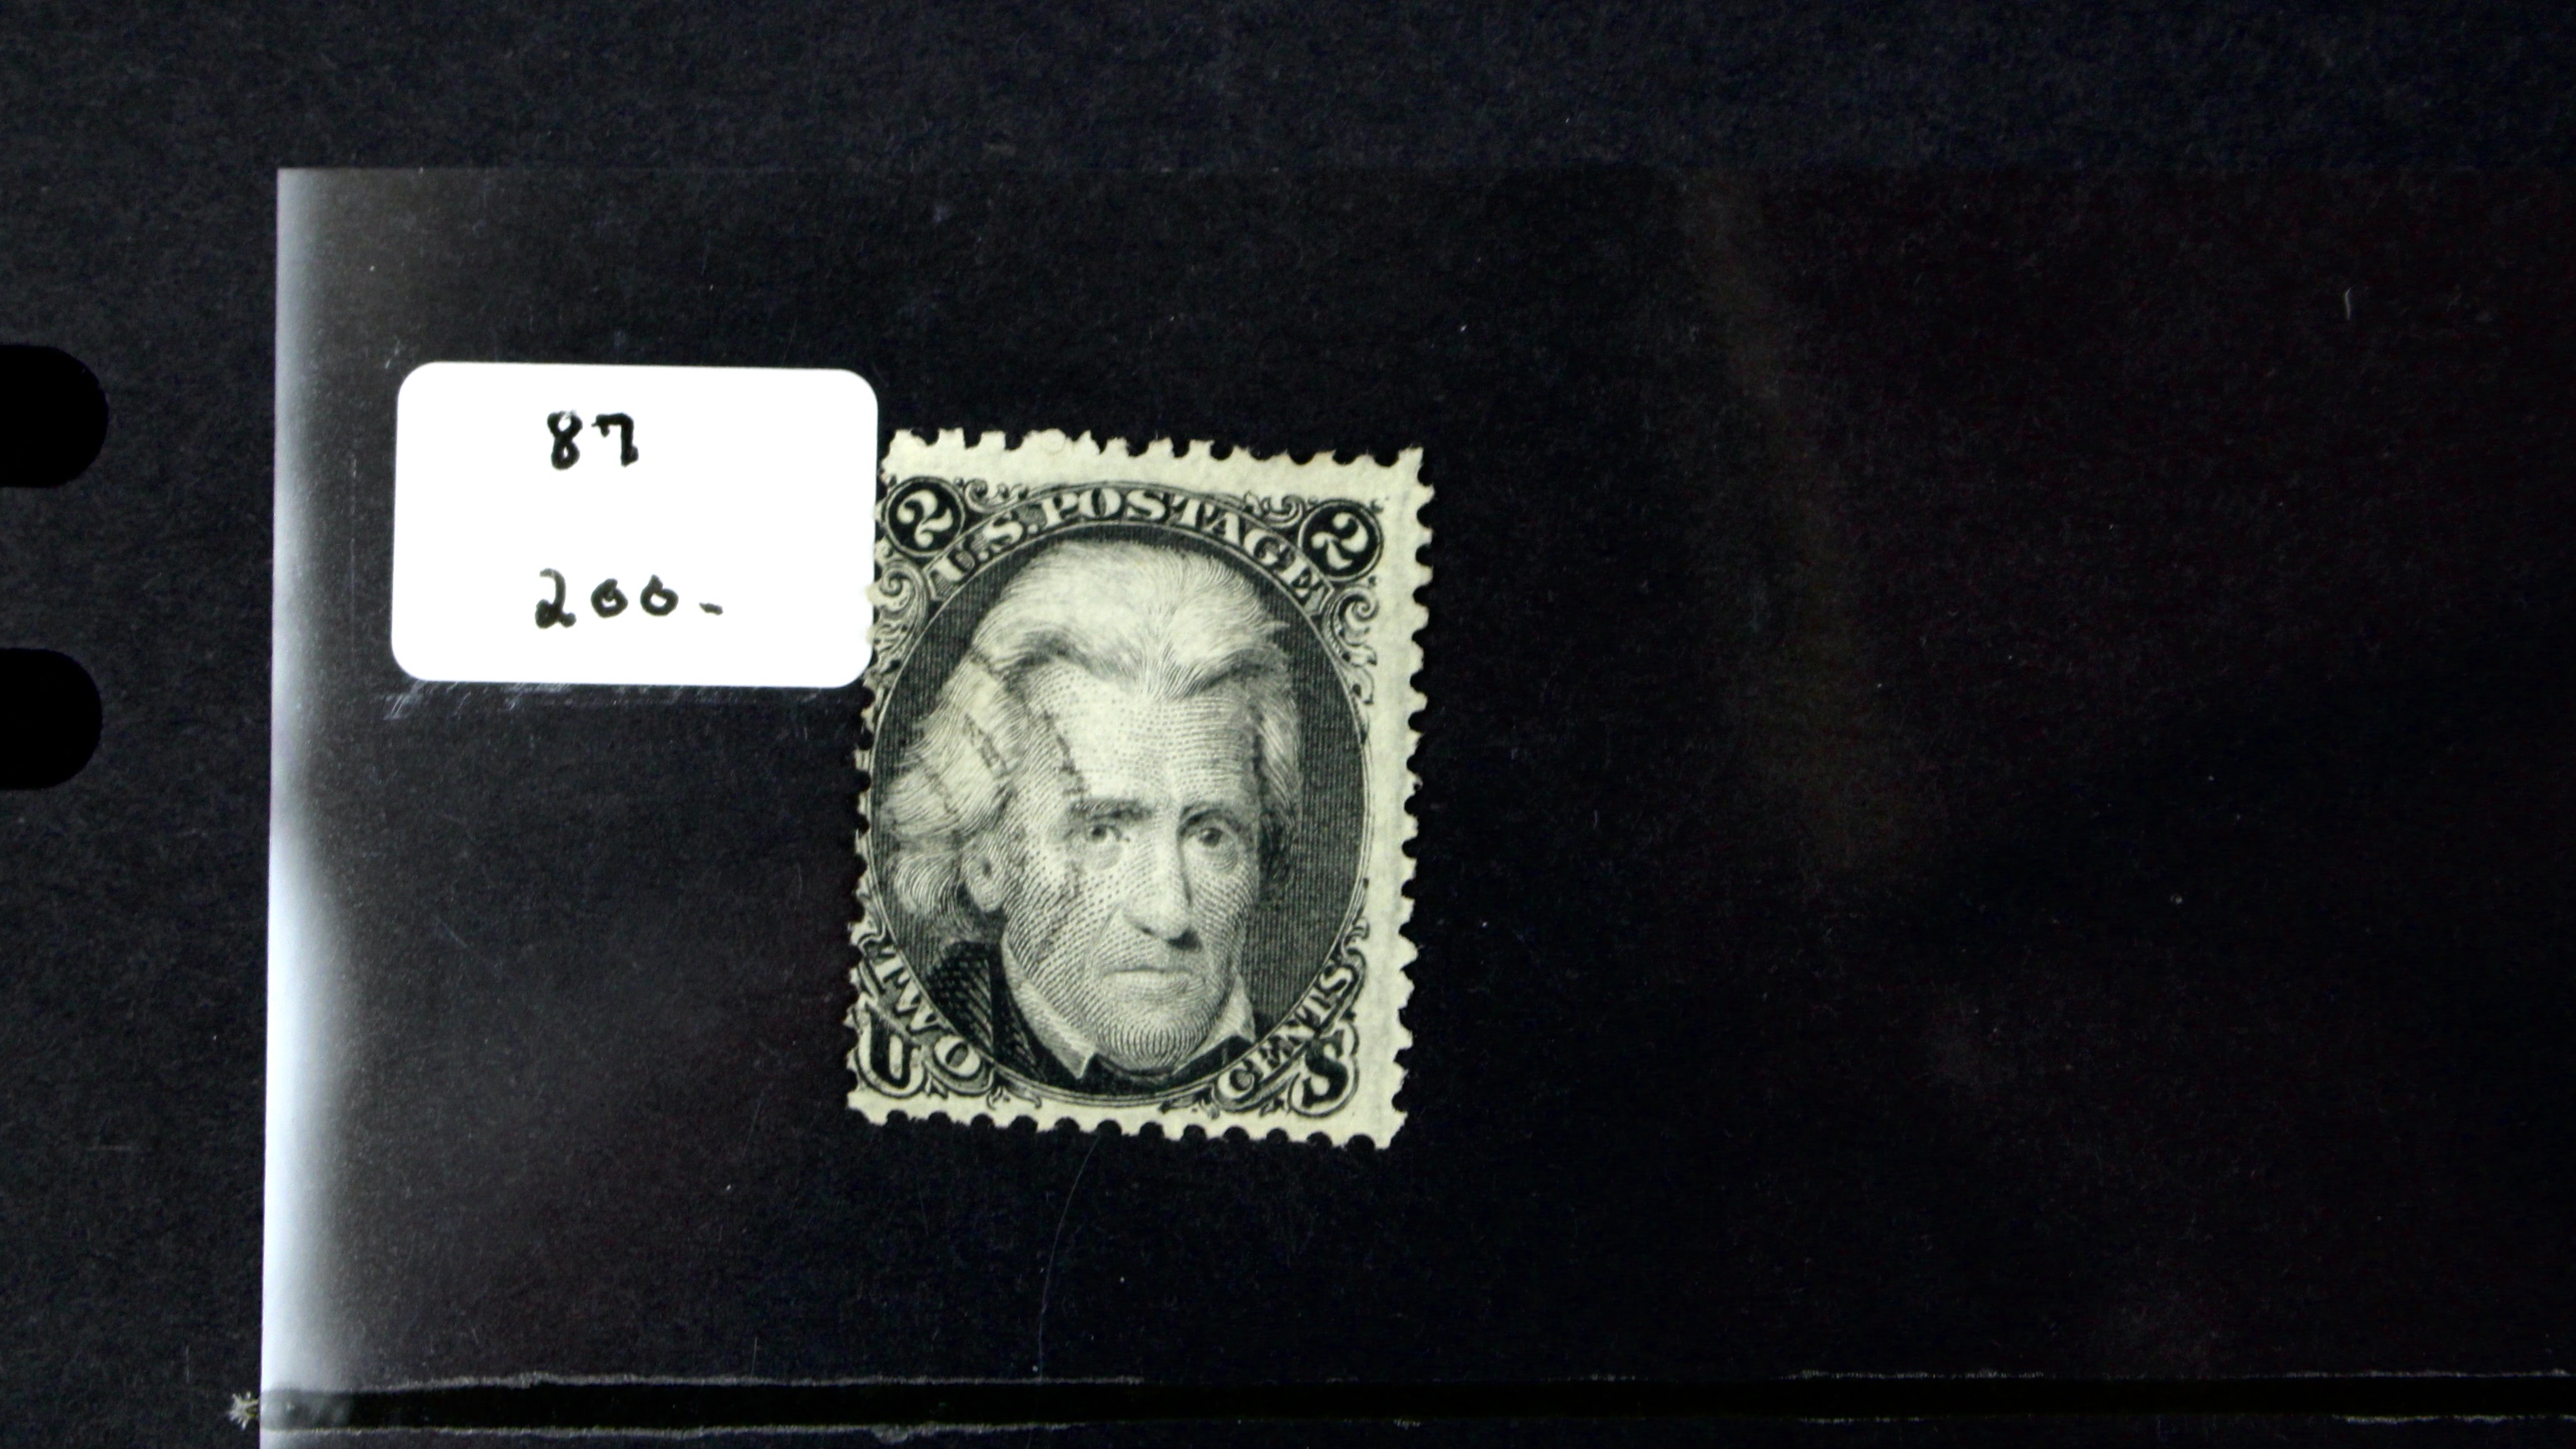 87
200-
2 U.S. POSTAGE 2
TWO CENTS
U S